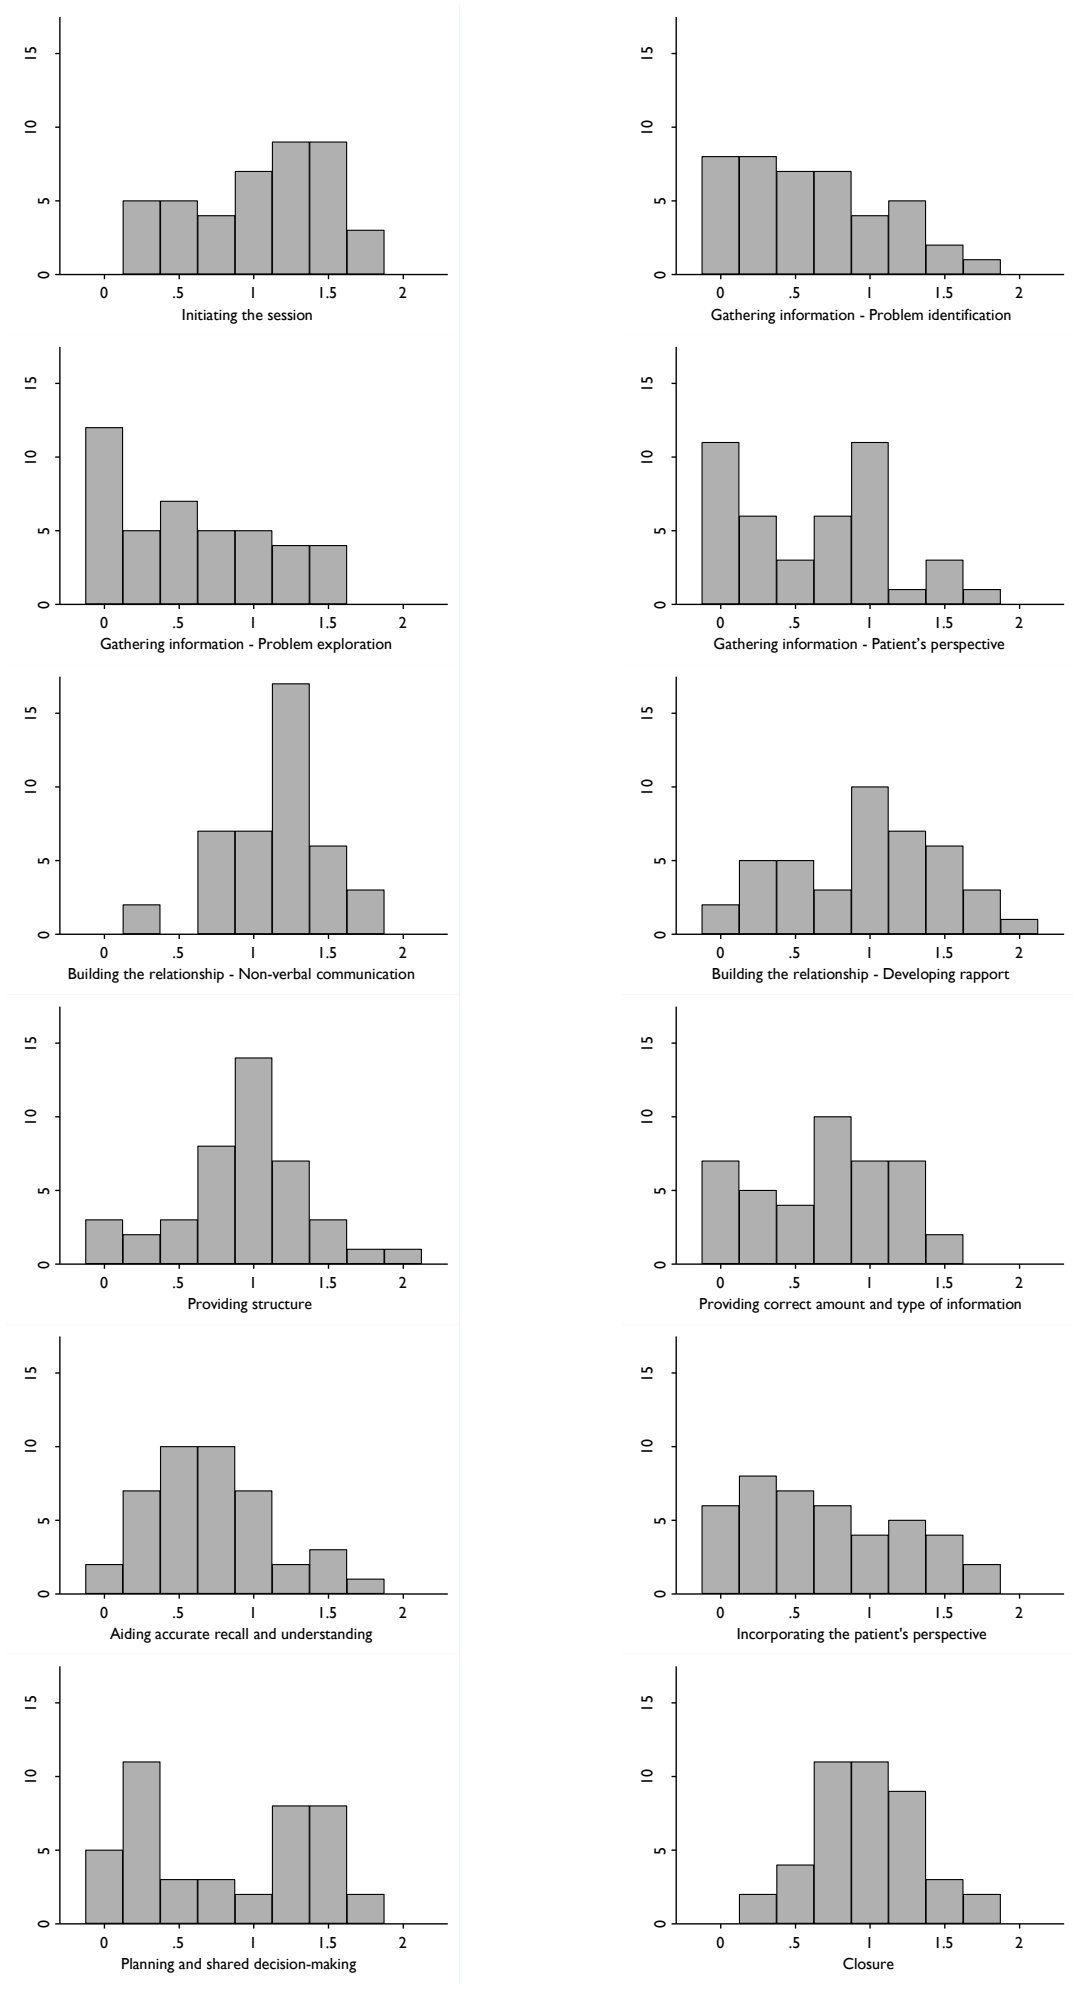 15
10
5
0
0 .5 1 1.5 2
Initiating the session
15
10
5
0
0 .5 1 1.5 2
Gathering information - Problem identification
15
10
5
0
0 .5 1 1.5 2
Gathering information - Problem exploration
15
10
5
0
0 .5 1 1.5 2
Gathering information - Patient’s perspective
15
10
5
0
0 .5 1 1.5 2
Building the relationship - Non-verbal communication
15
10
5
0
0 .5 1 1.5 2
Building the relationship - Developing rapport
15
10
5
0
0 .5 1 1.5 2
Providing structure
15
10
5
0
0 .5 1 1.5 2
Providing correct amount and type of information
15
10
5
0
0 .5 1 1.5 2
Aiding accurate recall and understanding
15
10
5
0
0 .5 1 1.5 2
Incorporating the patient's perspective
15
10
5
0
0 .5 1 1.5 2
Planning and shared decision-making
15
10
5
0
0 .5 1 1.5 2
Closure